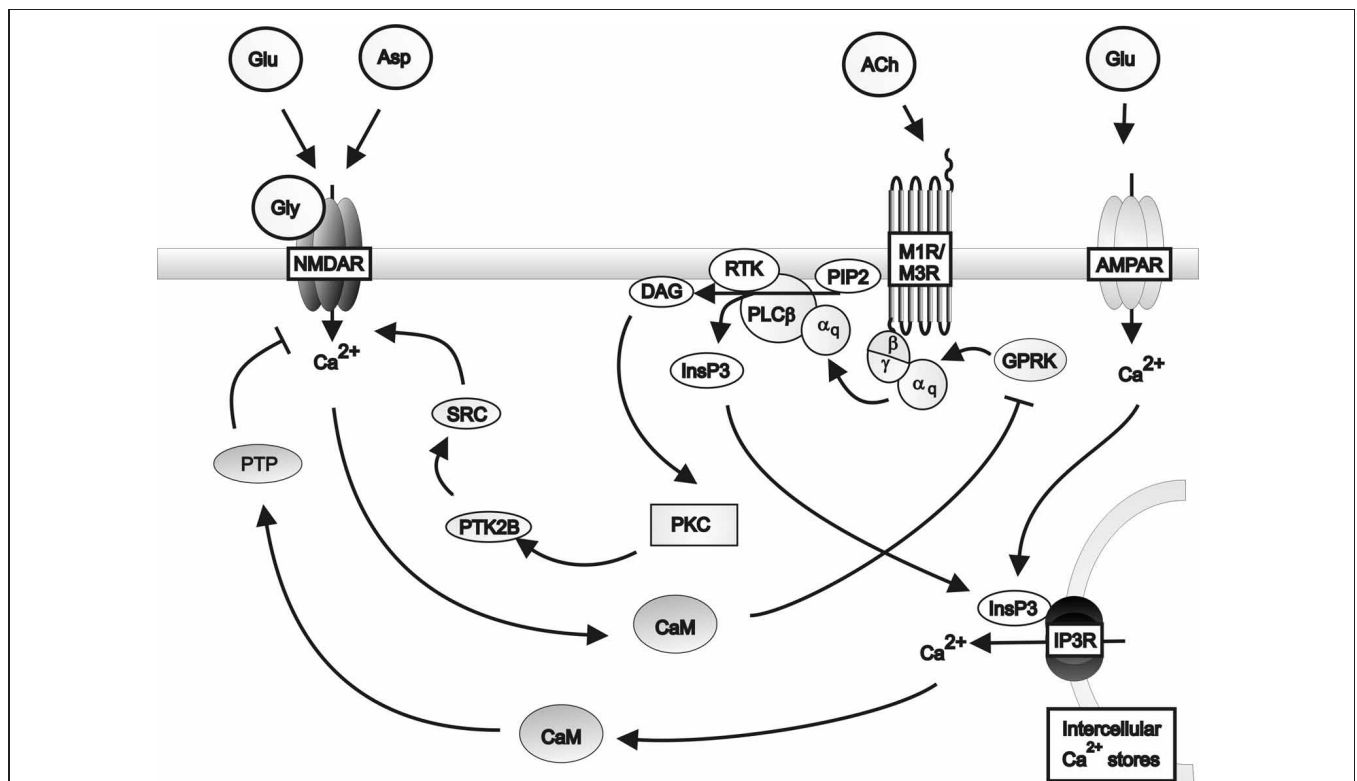 Glu
Asp
ACh
Glu
Gly
NMDAR
M1R/
M3R
AMPAR
RTK
PIP2
DAG
PLCβ
αq
InsP3
β
γ
αq
GPRK
Ca2+
Ca2+
SRC
PTP
PTK2B
PKC
CaM
InsP3
IP3R
Ca2+
CaM
Intercellular
Ca2+ stores